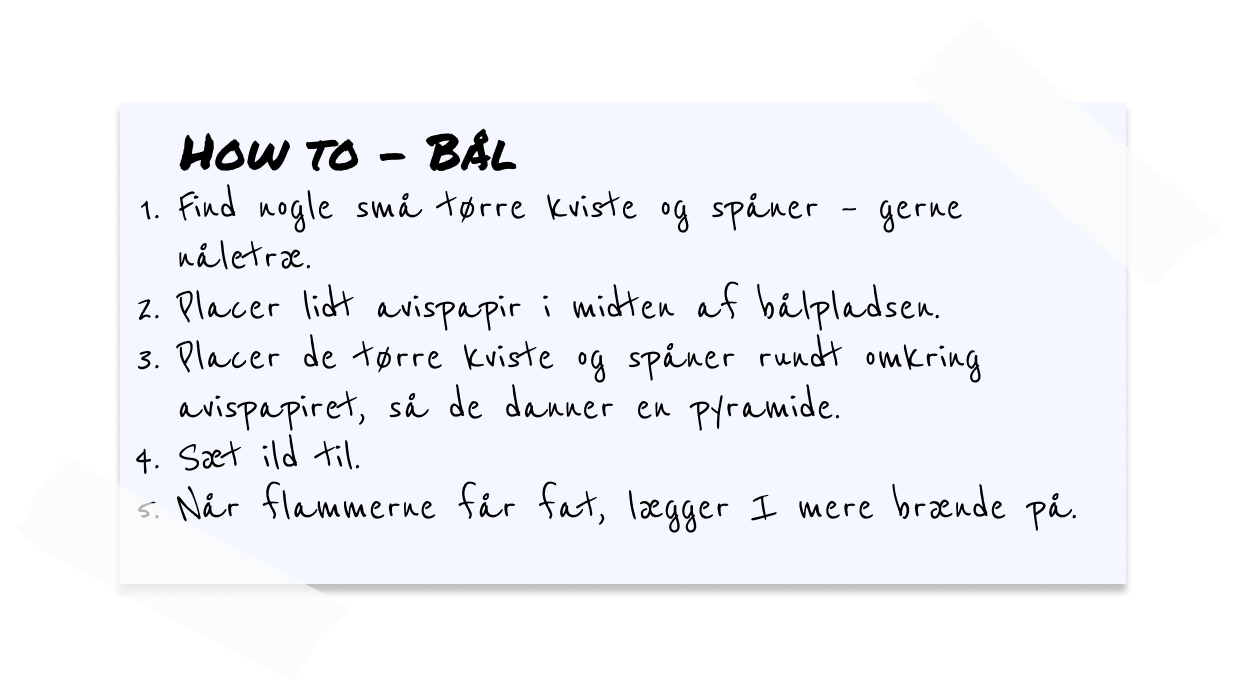 How to - Bål
1. Find nogle små tørre kviste og spåner - gerne
nåletræ.
2. Placer lidt avispapir i midten af bålpladsen.
3. Placer de tørre kviste og spåner rundt omkring
avispapiret, så de danner en pyramide.
4. Sæt ild til.
5. Når flammerne får fat, lægger I mere brænde på.